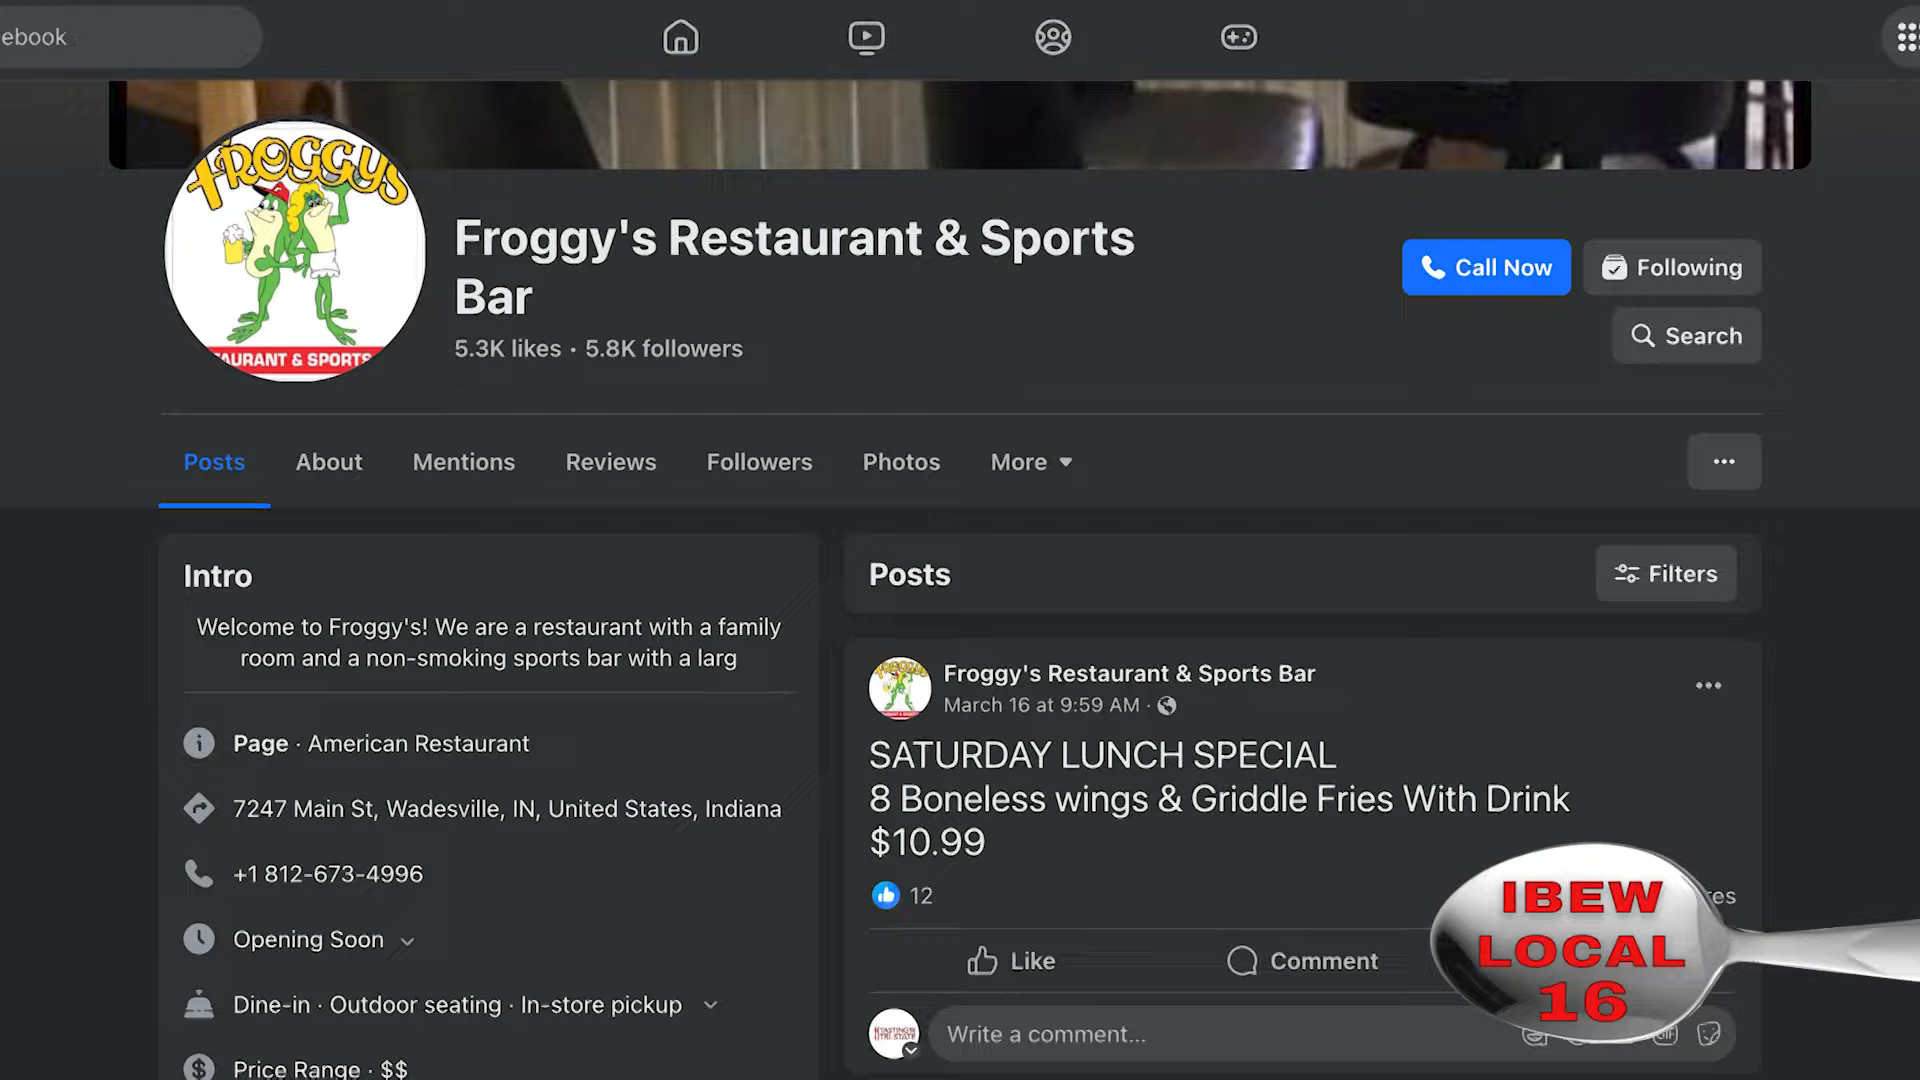 ebook
FROGGYS
AURANT & SPORTS
Froggy's Restaurant & Sports
Bar
5.3K likes · 5.8K followers
Call Now
Following
Search
Posts
About
Mentions
Reviews
Followers
Photos
More
Intro
Welcome to Froggy's! We are a restaurant with a family
room and a non-smoking sports bar with a larg
Page · American Restaurant
7247 Main St, Wadesville, IN, United States, Indiana
+1 812-673-4996
Opening Soon
Dine-in · Outdoor seating · In-store pickup
Price Range · $$
Posts
Filters
Froggy's Restaurant & Sports Bar
March 16 at 9:59 AM ·
SATURDAY LUNCH SPECIAL
8 Boneless wings & Griddle Fries With Drink
$10.99
12
res
Like
Comment
Write a comment...
IBEW
LOCAL
16